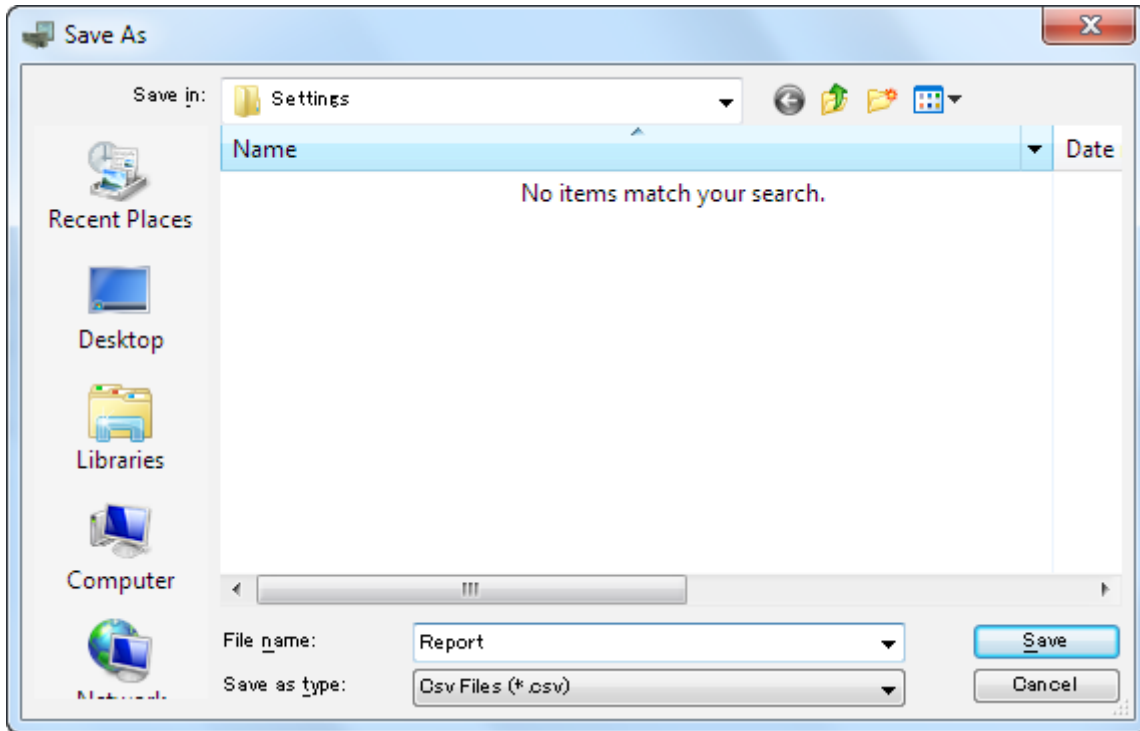 Save As
Save in:
Settings
Name
Date
No items match your search.
Recent Places
Desktop
Libraries
Computer
Network
File name:
Report
Save
Save as type:
Csv Files (*.csv)
Cancel